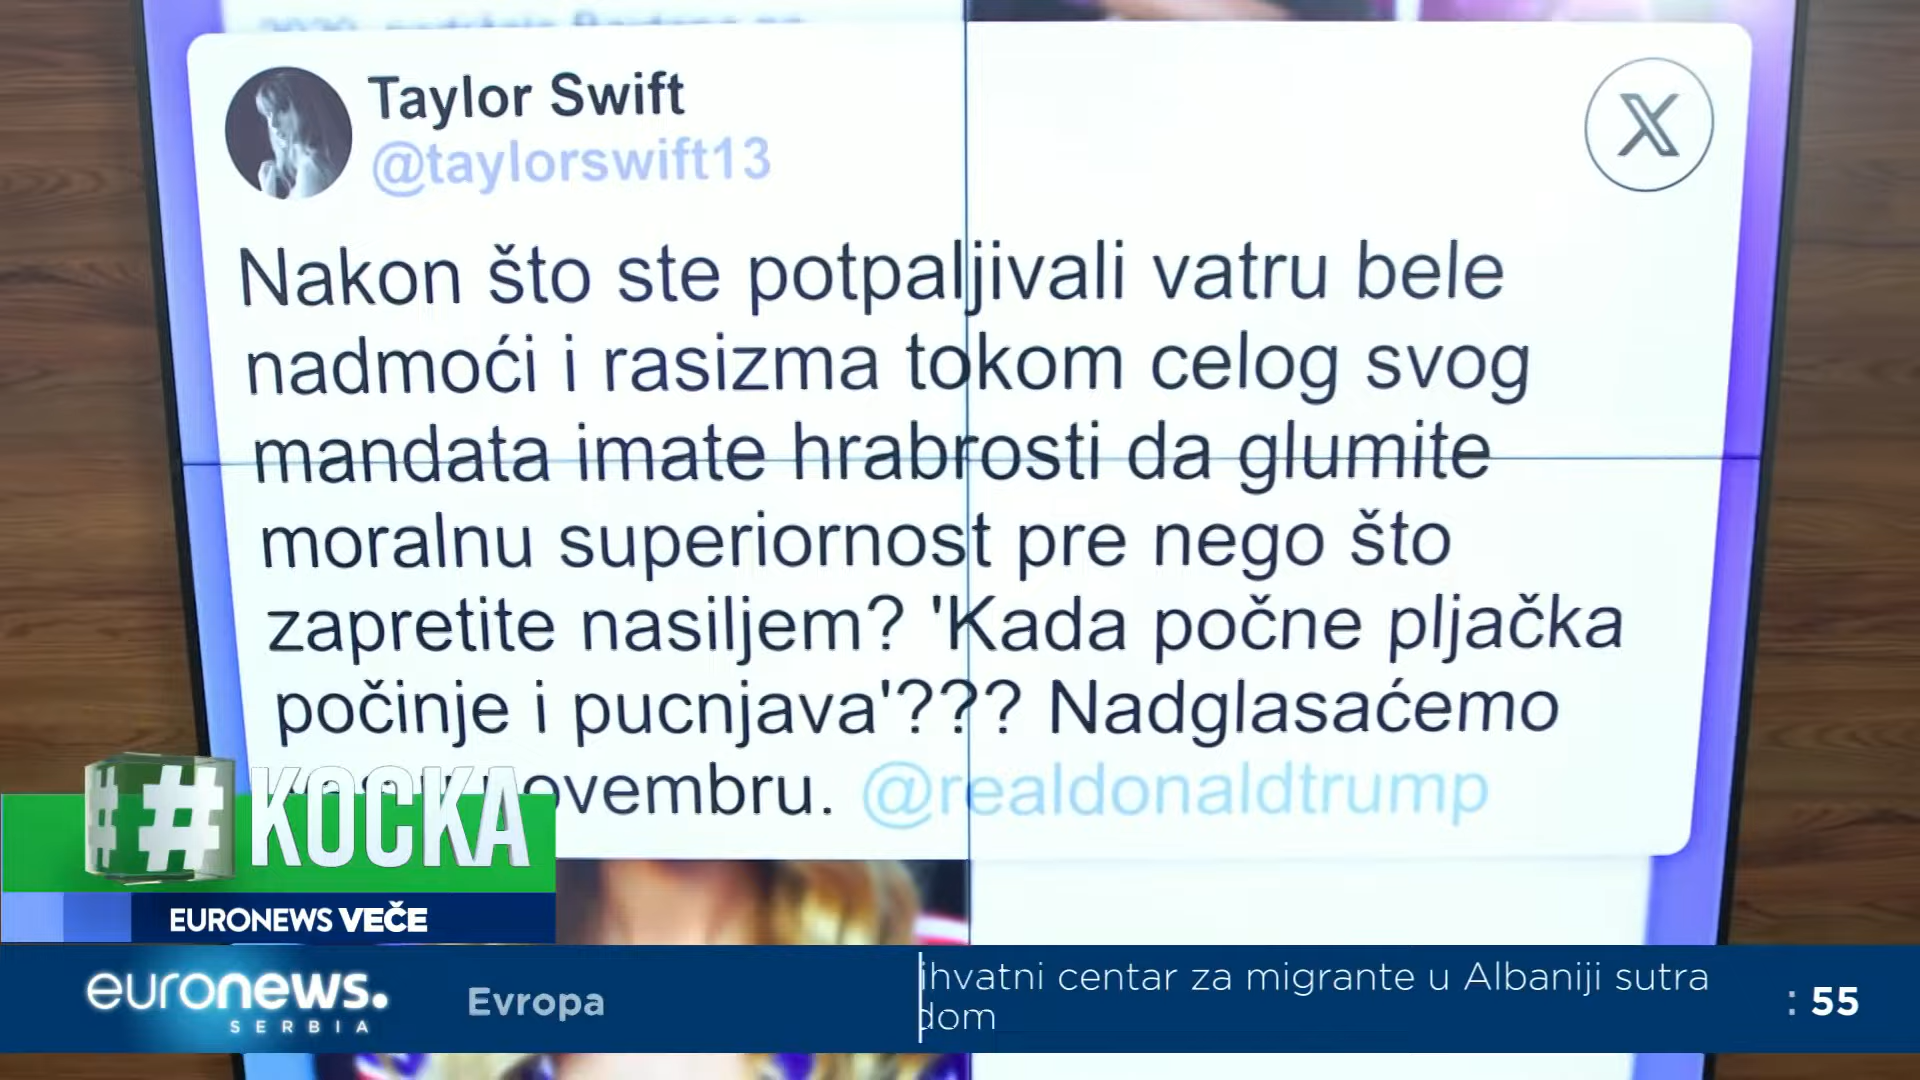 Taylor Swift
@taylorswift13
X
Nakon što ste potpaljivali vatru bele
nadmoći i rasizma tokom celog svog
mandata imate hrabrosti da glumite
moralnu superiornost pre nego što
zapretite nasiljem? 'Kada počne pljačka
počinje i pucnjava'??? Nadglasaćemo
novembru. @realdonaldtrump
##KOCKA
EURONEWS VEČE
euronews.
SERBIA
Evropa
ihvatni centar za migrante u Albaniji sutra
dom
: 55